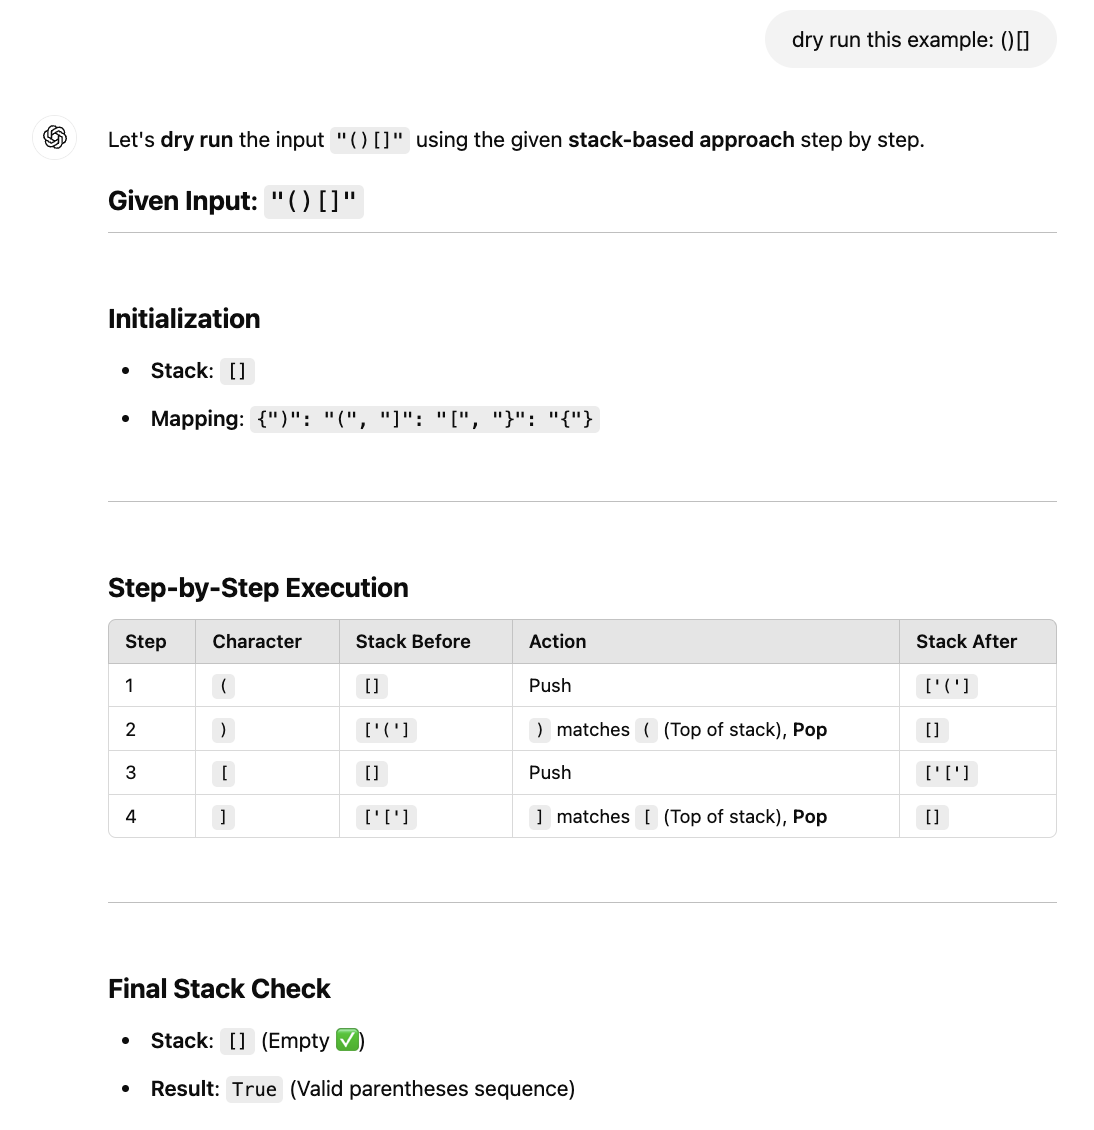 dry run this example: ()[]
Let's dry run the input "()[]" using the given stack-based approach step by step.
Given Input: "()[]"
Initialization
• Stack: []
• Mapping: {")": "(", "]": "[", "}": "{"}
Step-by-Step Execution
Step Character Stack Before Action Stack After
1 ( [] Push ['(']
2 ) ['('] ) matches ( (Top of stack), Pop []
3 [ [] Push ['[']
4 ] ['['] ] matches [ (Top of stack), Pop []
Final Stack Check
• Stack: [] (Empty ✅)
• Result: True (Valid parentheses sequence)